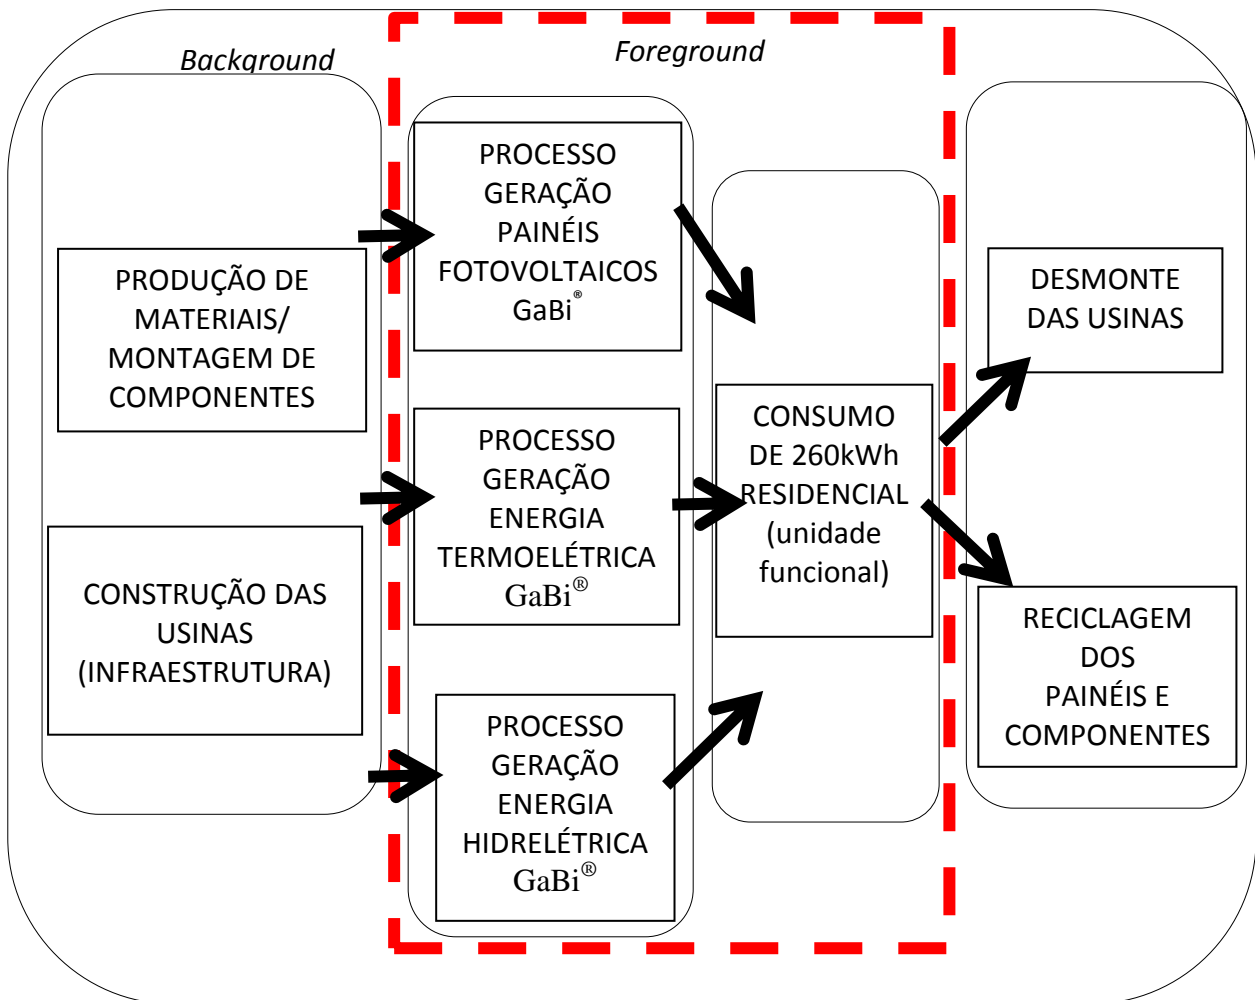 Background
Foreground
PRODUÇÃO DE
MATERIAIS/
MONTAGEM DE
COMPONENTES
CONSTRUÇÃO DAS
USINAS
(INFRAESTRUTURA)
PROCESSO
GERAÇÃO
PAINÉIS
FOTOVOLTAICOS
GaBi®
PROCESSO
GERAÇÃO
ENERGIA
TERMOELÉTRICA
GaBi®
PROCESSO
GERAÇÃO
ENERGIA
HIDRELÉTRICA
GaBi®
CONSUMO
DE 260kWh
RESIDENCIAL
(unidade
funcional)
DESMONTE
DAS USINAS
RECICLAGEM
DOS
PAINÉIS E
COMPONENTES